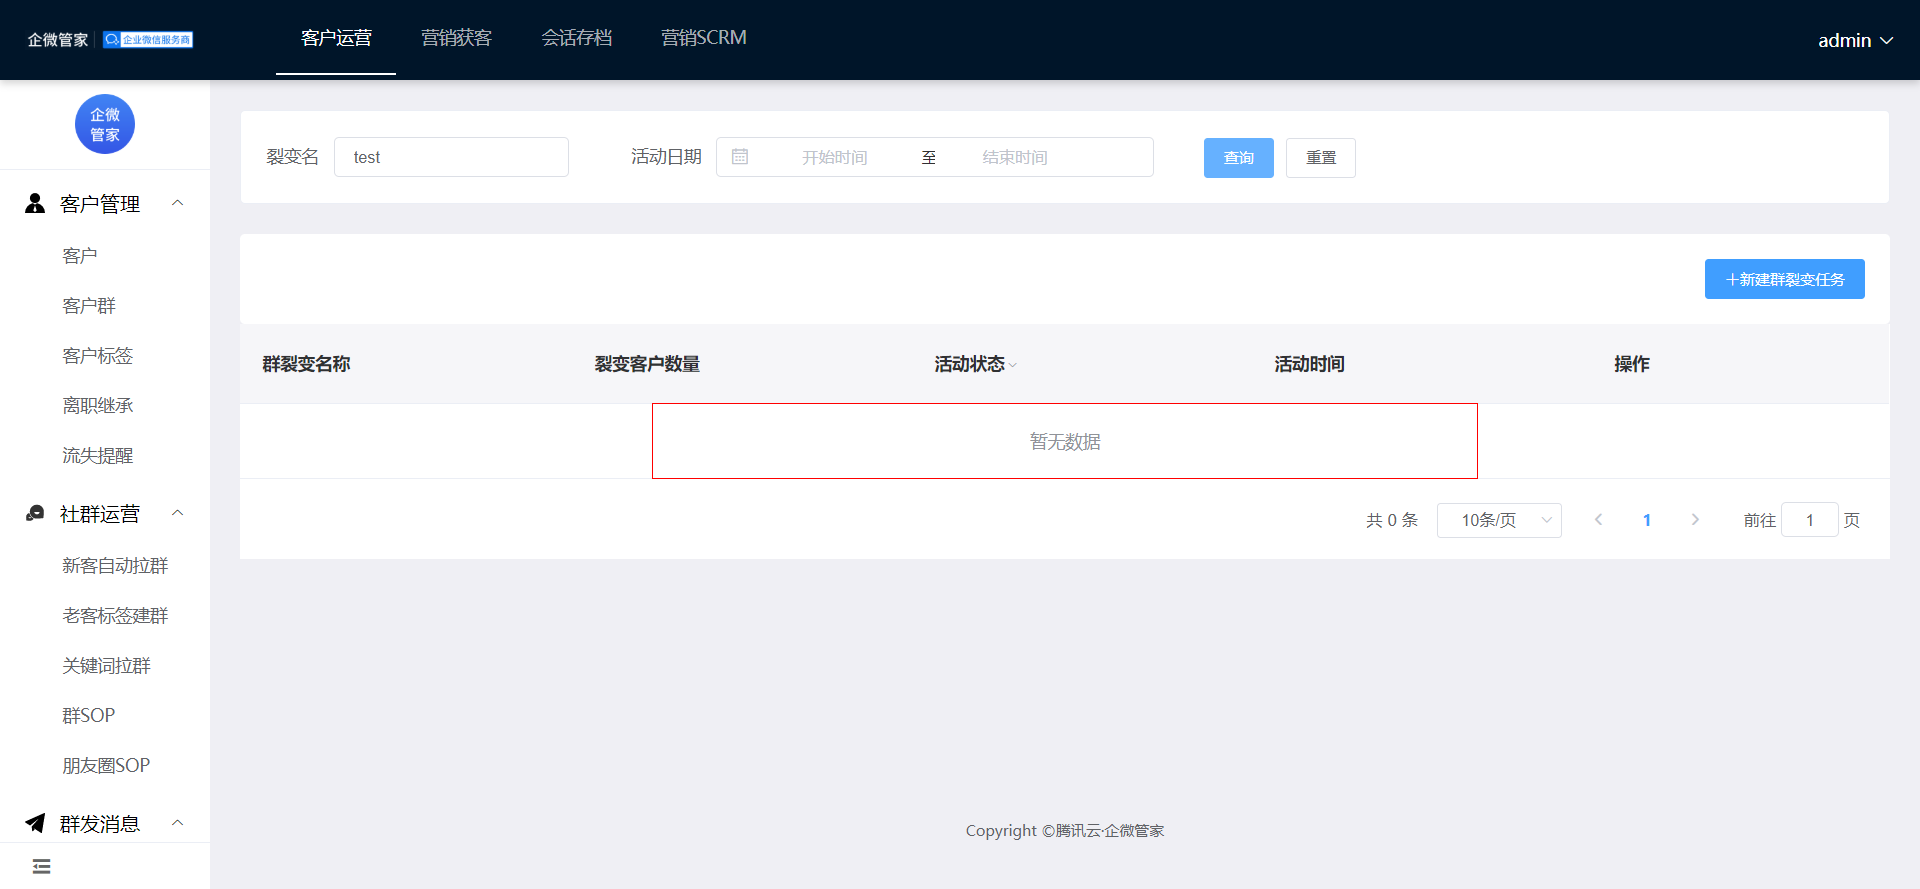 企微管家 企业微信服务商 客户运营 营销获客 会话存档 营销SCRM admin
企微
管家
客户管理
客户
客户群
客户标签
离职继承
流失提醒
社群运营
新客自动拉群
老客标签建群
关键词拉群
群SOP
朋友圈SOP
群发消息
裂变名 test 活动日期 开始时间 至 结束时间 查询 重置
+新建群裂变任务
群裂变名称 裂变客户数量 活动状态 活动时间 操作
暂无数据
共 0 条 10条/页 1 前往 1 页
Copyright ©腾讯云·企微管家